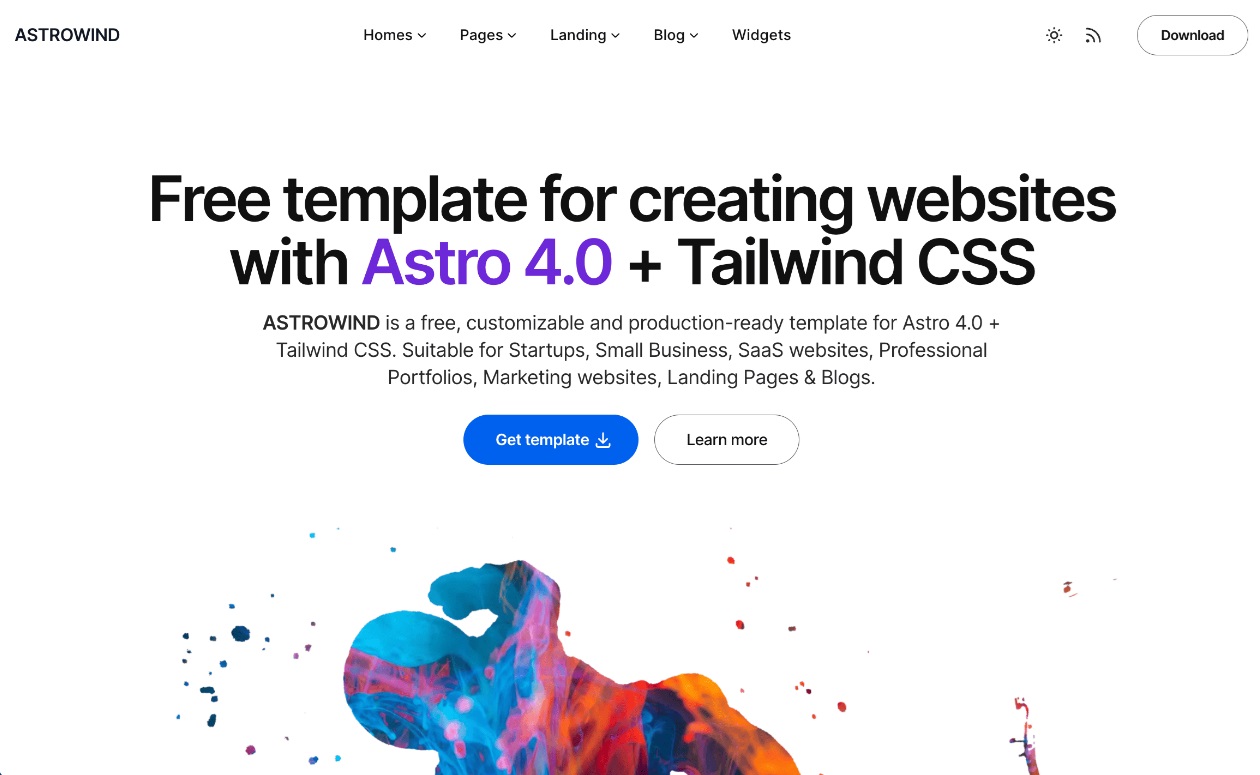 ASTROWIND
Homes Pages Landing Blog Widgets
Download
Free template for creating websites
with Astro 4.0 + Tailwind CSS
ASTROWIND is a free, customizable and production-ready template for Astro 4.0 +
Tailwind CSS. Suitable for Startups, Small Business, SaaS websites, Professional
Portfolios, Marketing websites, Landing Pages & Blogs.
Get template
Learn more